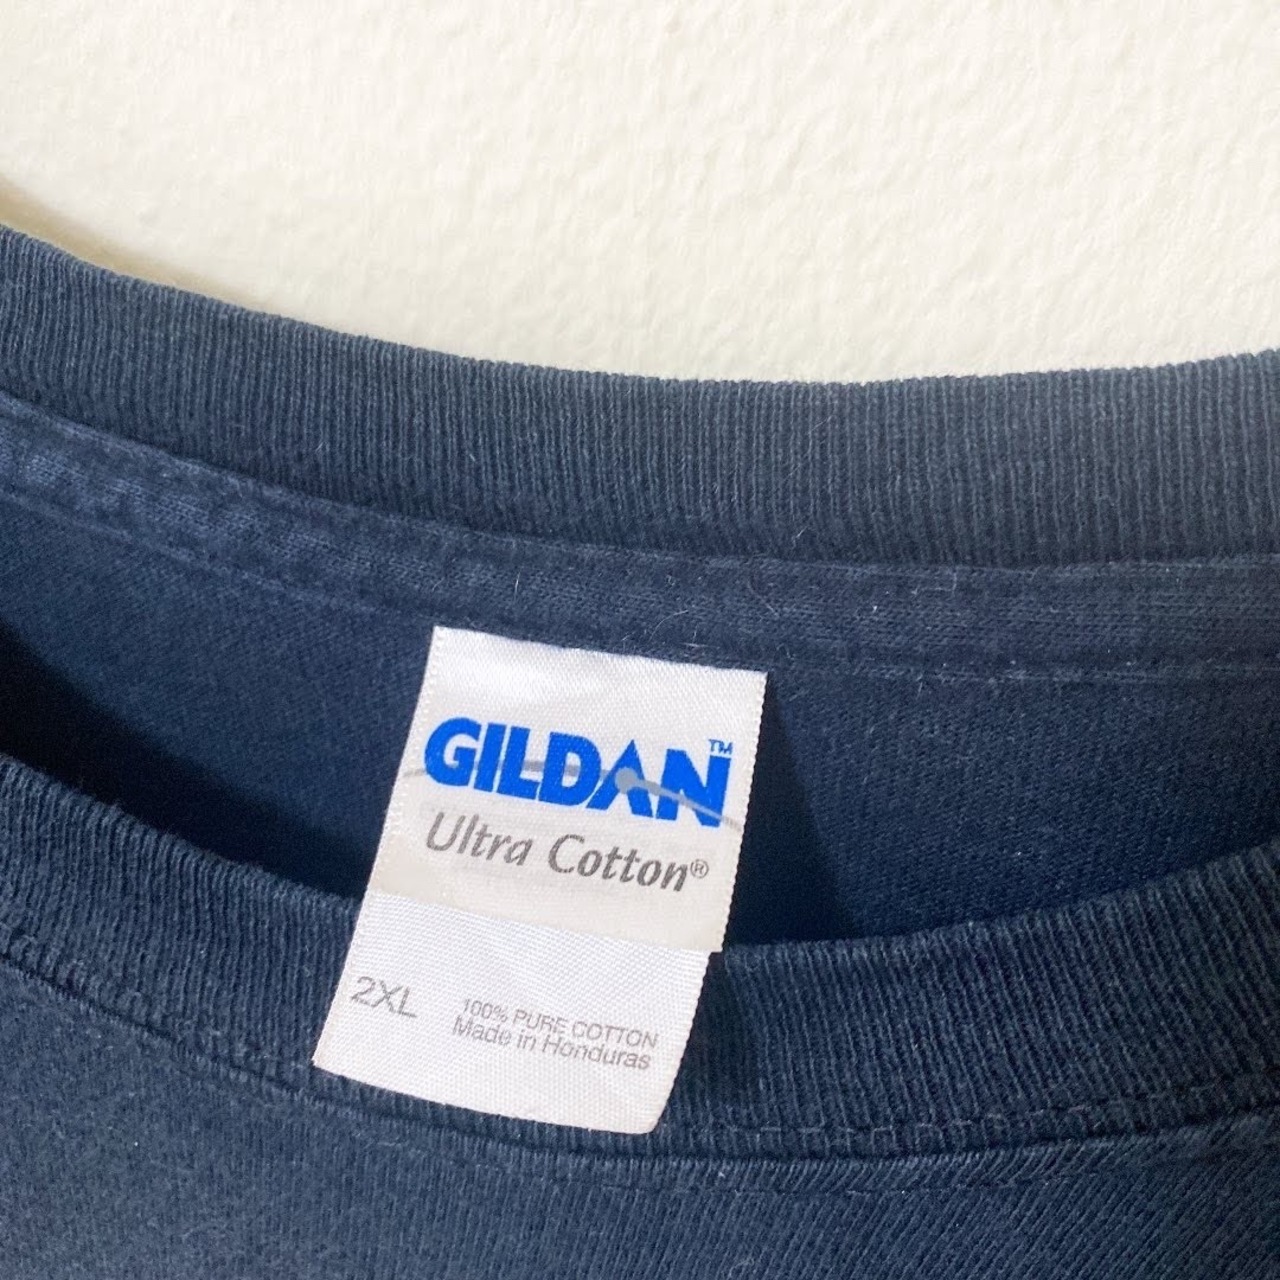 GILDAN™
Ultra Cotton®
2XL
100% PURE COTTON
Made in Honduras